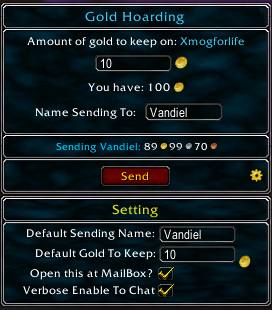 Gold Hoarding
Amount of gold to keep on: Xmogforlife
10
You have: 100
Name Sending To: Vandiel
Sending Vandiel: 89 99 70
Send
Setting
Default Sending Name: Vandiel
Default Gold To Keep: 10
Open this at MailBox?
Verbose Enable To Chat